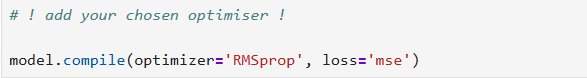 # ! add your chosen optimiser !
model.compile(optimizer='RMSprop', loss='mse')